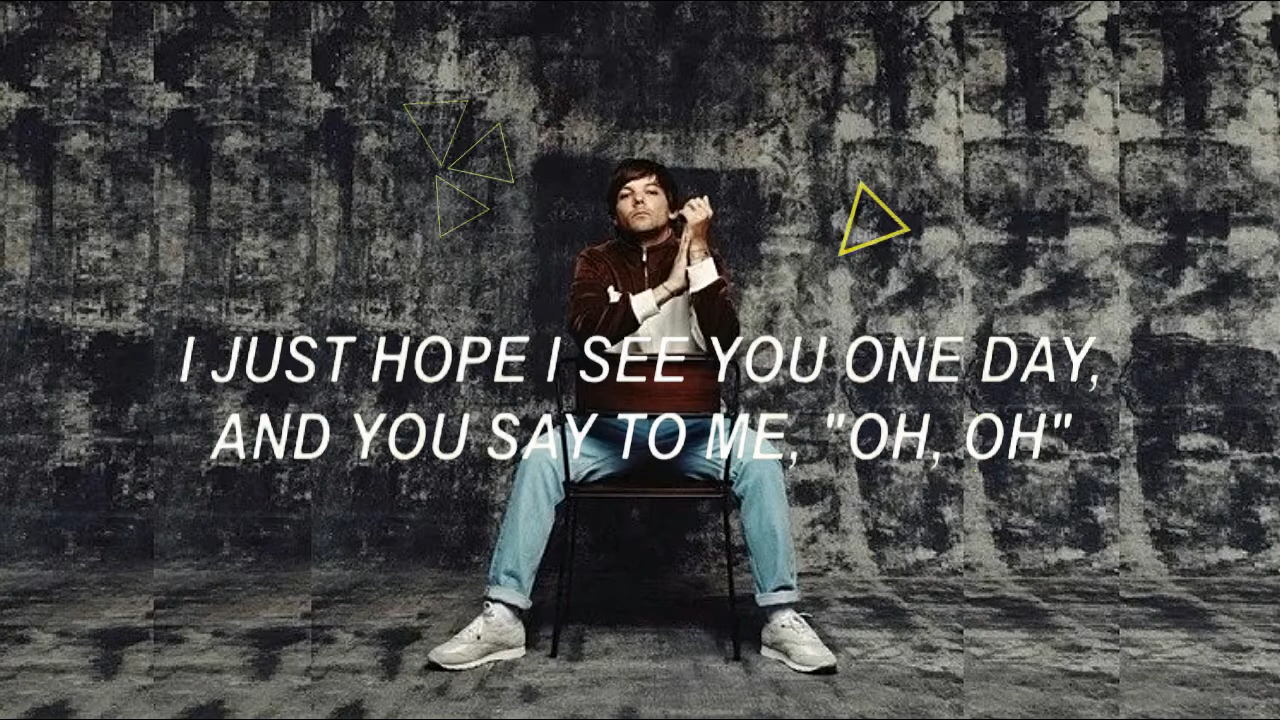 I JUST HOPE I SEE YOU ONE DAY,
AND YOU SAY TO ME, "OH, OH"